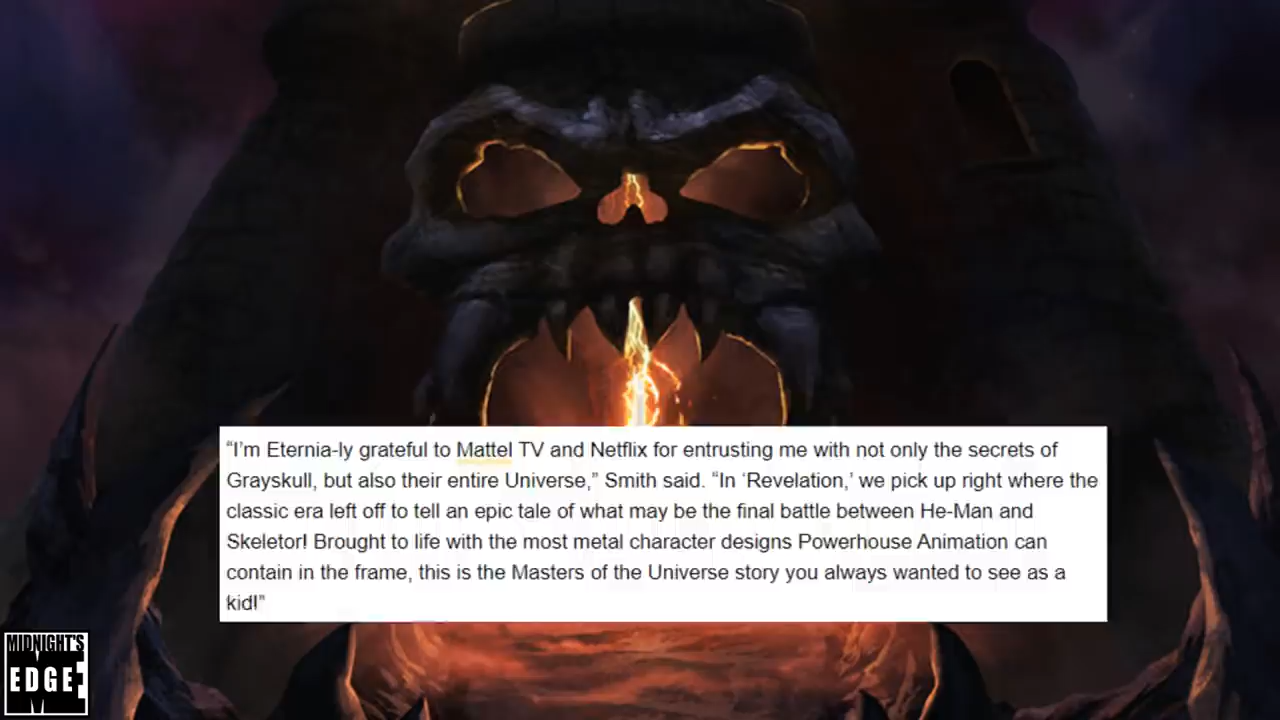 “I’m Eternia-ly grateful to Mattel TV and Netflix for entrusting me with not only the secrets of
Grayskull, but also their entire Universe,” Smith said. “In ‘Revelation,’ we pick up right where the
classic era left off to tell an epic tale of what may be the final battle between He-Man and
Skeletor! Brought to life with the most metal character designs Powerhouse Animation can
contain in the frame, this is the Masters of the Universe story you always wanted to see as a
kid!”
MIDNIGHT'S
EDGE